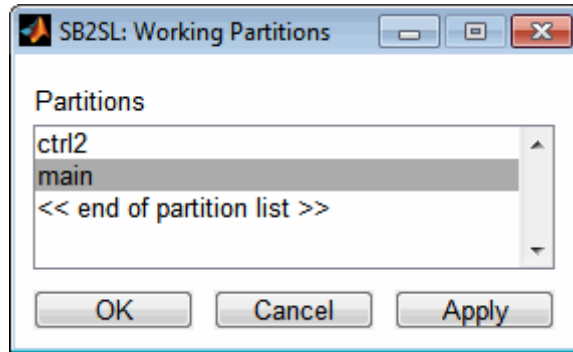 SB2SL: Working Partitions
Partitions
ctrl2
main
<< end of partition list >>
OK Cancel Apply